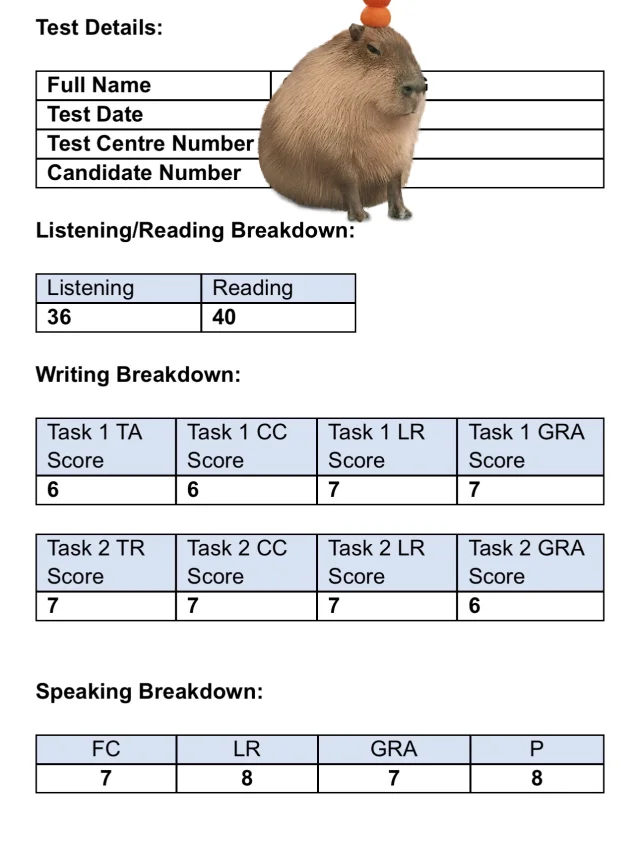 Test Details:
Full Name
Test Date
Test Centre Number
Candidate Number
Listening/Reading Breakdown:
Listening Reading
36 40
Writing Breakdown:
Task 1 TA Score Task 1 CC Score Task 1 LR Score Task 1 GRA Score
6 6 7 7
Task 2 TR Score Task 2 CC Score Task 2 LR Score Task 2 GRA Score
7 7 7 6
Speaking Breakdown:
FC LR GRA P
7 8 7 8